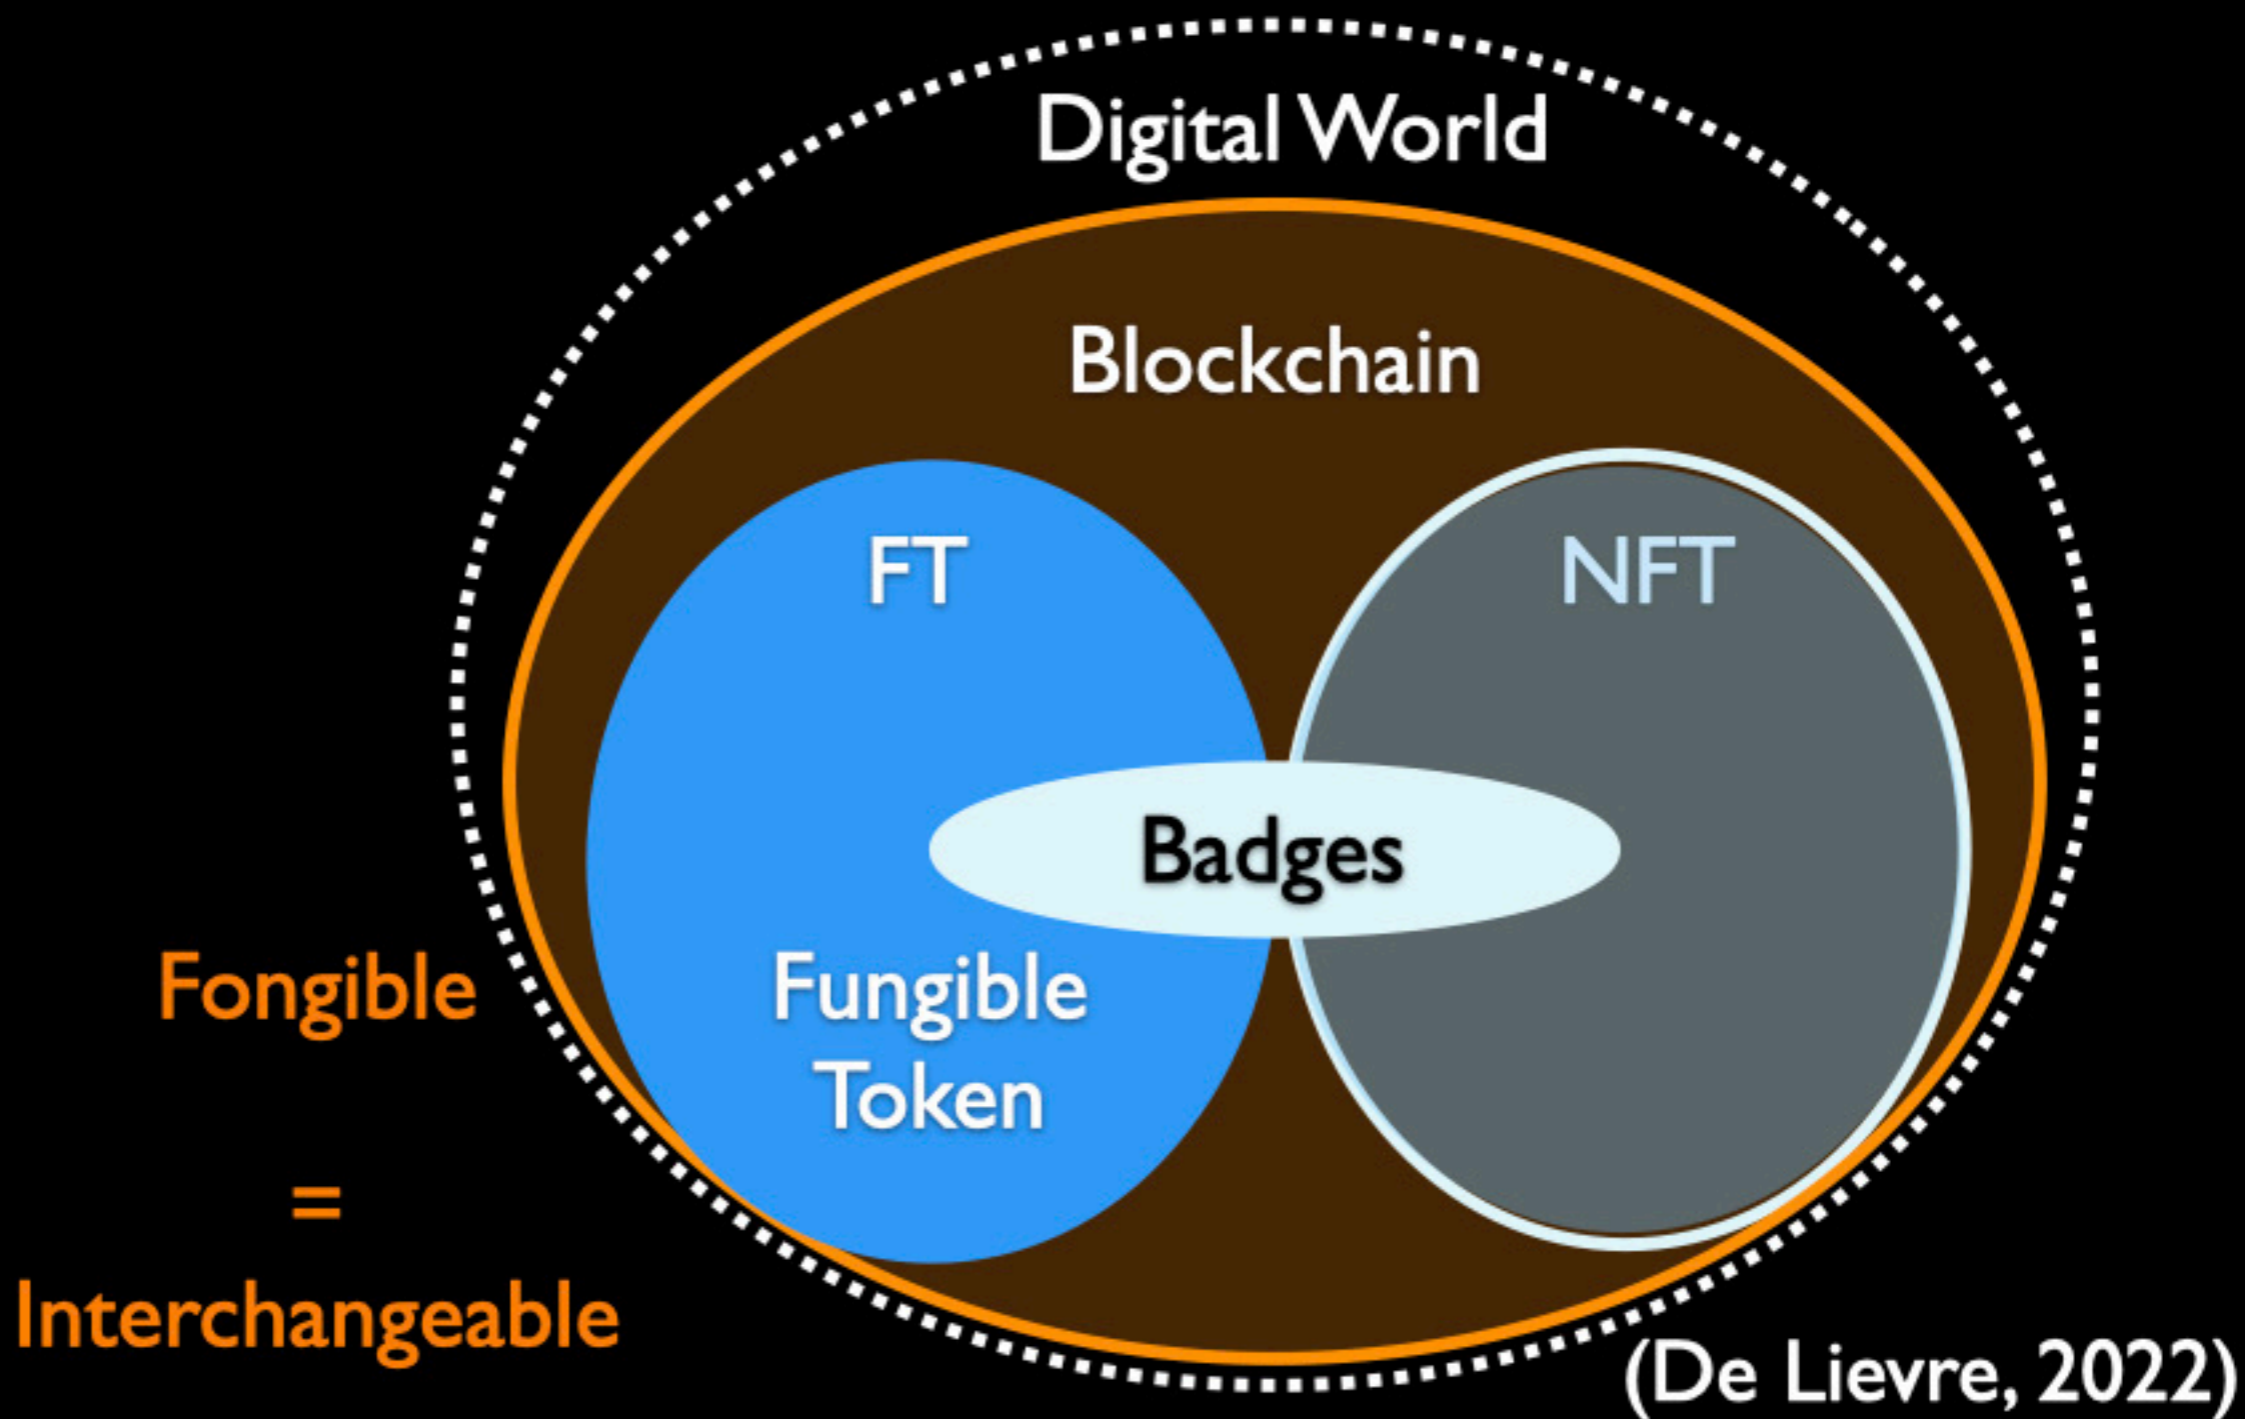 Digital World
Blockchain
FT
NFT
Badges
Fungible
Token
Fongible
=
Interchangeable
(De Lievre, 2022)